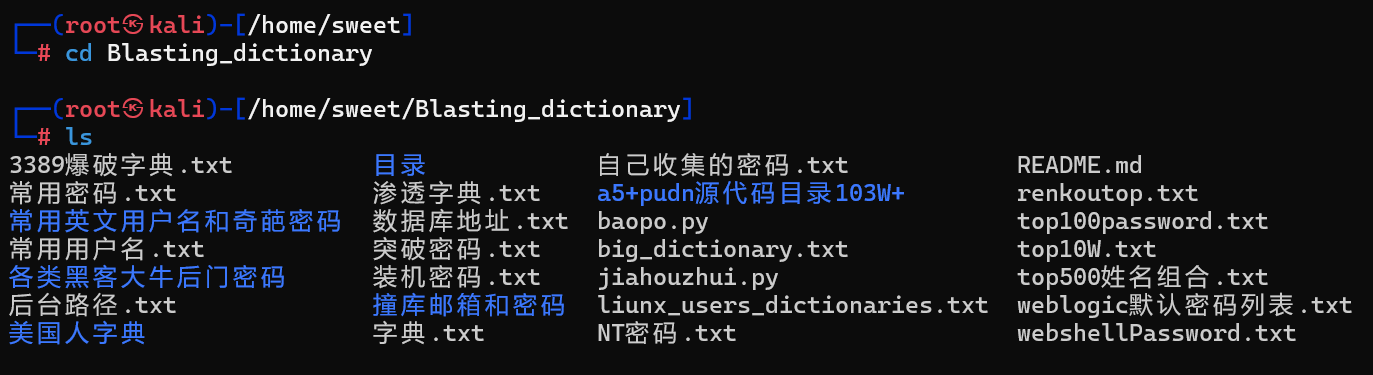 ┌──(root㉿kali)-[/home/sweet]
└─# cd Blasting_dictionary
┌──(root㉿kali)-[/home/sweet/Blasting_dictionary]
└─# ls
3389爆破字典.txt 目录 自己收集的密码.txt README.md
常用密码.txt 渗透字典.txt a5+pudn源代码目录103W+ renkoutop.txt
常用英文用户名和奇葩密码 数据库地址.txt baopo.py top100password.txt
常用用户名.txt 突破密码.txt big_dictionary.txt top10W.txt
各类黑客大牛后门密码 装机密码.txt jiahouzhui.py top500姓名组合.txt
后台路径.txt 撞库邮箱和密码 liunx_users_dictionaries.txt weblogic默认密码列表.txt
美国人字典 字典.txt NT密码.txt webshellPassword.txt